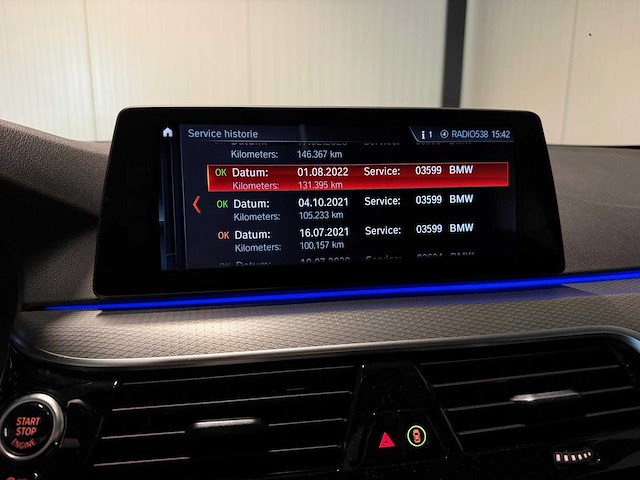 Service historie
i 1 RADIO538 15:42
Kilometers: 146.367 km
OK Datum: 01.08.2022 Service: 03599 BMW
Kilometers: 131.395 km
OK Datum: 04.10.2021 Service: 03599 BMW
Kilometers: 105.233 km
OK Datum: 16.07.2021 Service: 03599 BMW
Kilometers: 100.157 km
OK Datum:
START
STOP
ENGINE